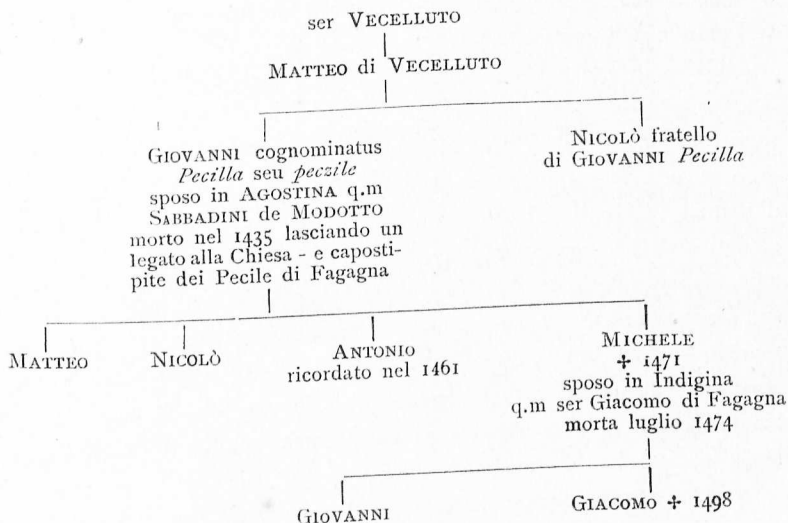 ser VECELLUTO
MATTEO di VECELLUTO
GIOVANNI cognominatus
Pecilla seu peczile
sposo in AGOSTINA q.m
SABBADINI de MODOTTO
morto nel 1435 lasciando un
legato alla Chiesa - e caposti-
pite dei Pecile di Fagagna
NICOLÒ fratello
di GIOVANNI Pecilla
MATTEO
NICOLÒ
ANTONIO
ricordato nel 1461
MICHELE
✢ 1471
sposo in Indigina
q.m ser Giacomo di Fagagna
morta luglio 1474
GIOVANNI
GIACOMO ✢ 1498